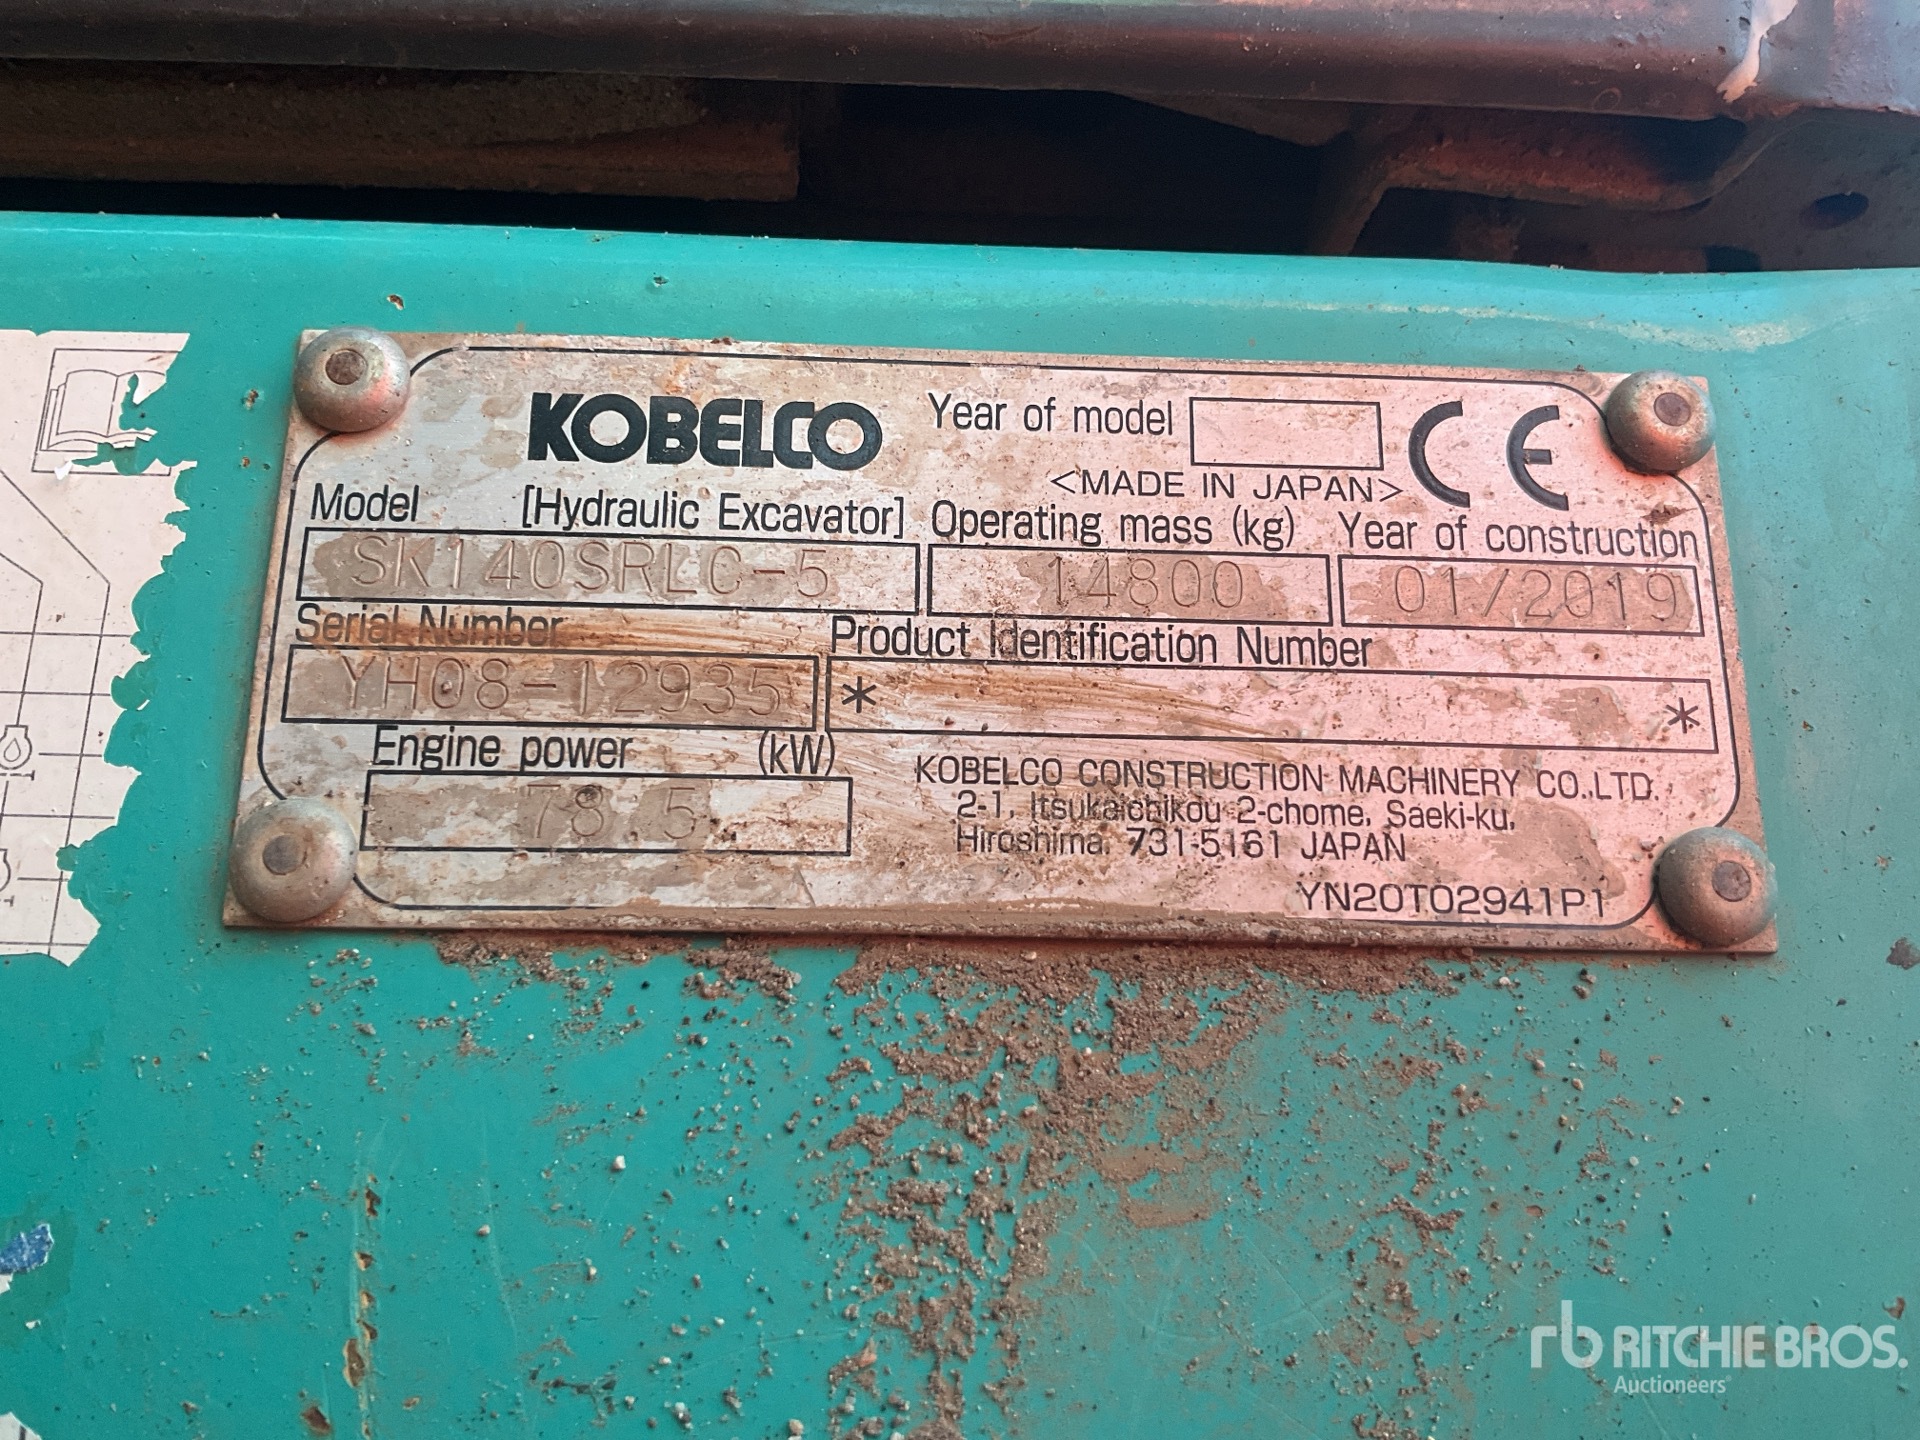 KOBELCO
Year of model
<MADE IN JAPAN>
CE
Model [Hydraulic Excavator]
SK140SRLC-5
Operating mass (kg)
14800
Year of construction
01/2019
Serial Number
YH08-12935
Product Identification Number
* *
Engine power (kW)
78.5
KOBELCO CONSTRUCTION MACHINERY CO.,LTD.
2-1, Itsukaichikou 2-chome, Saeki-ku,
Hiroshima, 731-5161 JAPAN
YN20T02941P1
rb RITCHIE BROS.
Auctioneers